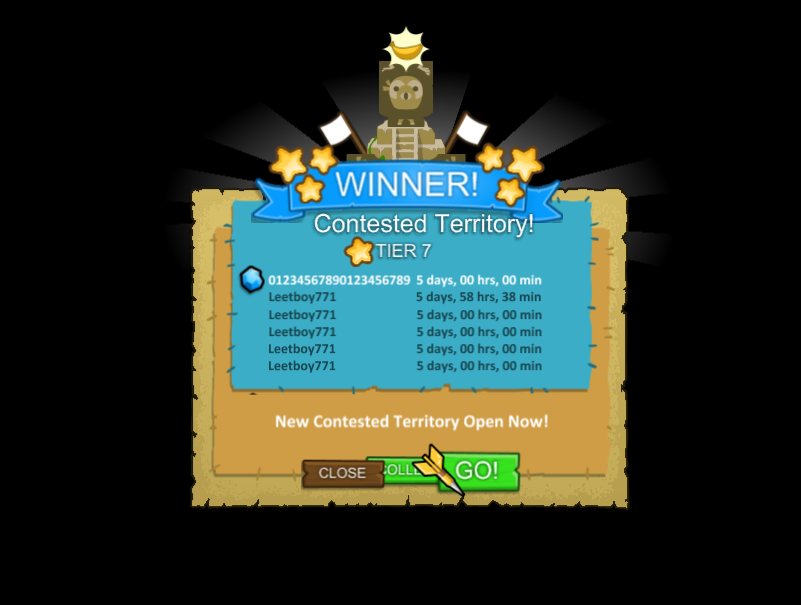 WINNER!
Contested Territory!
TIER 7
01234567890123456789 5 days, 00 hrs, 00 min
Leetboy771 5 days, 58 hrs, 38 min
Leetboy771 5 days, 00 hrs, 00 min
Leetboy771 5 days, 00 hrs, 00 min
Leetboy771 5 days, 00 hrs, 00 min
Leetboy771 5 days, 00 hrs, 00 min
New Contested Territory Open Now!
CLOSE GO!